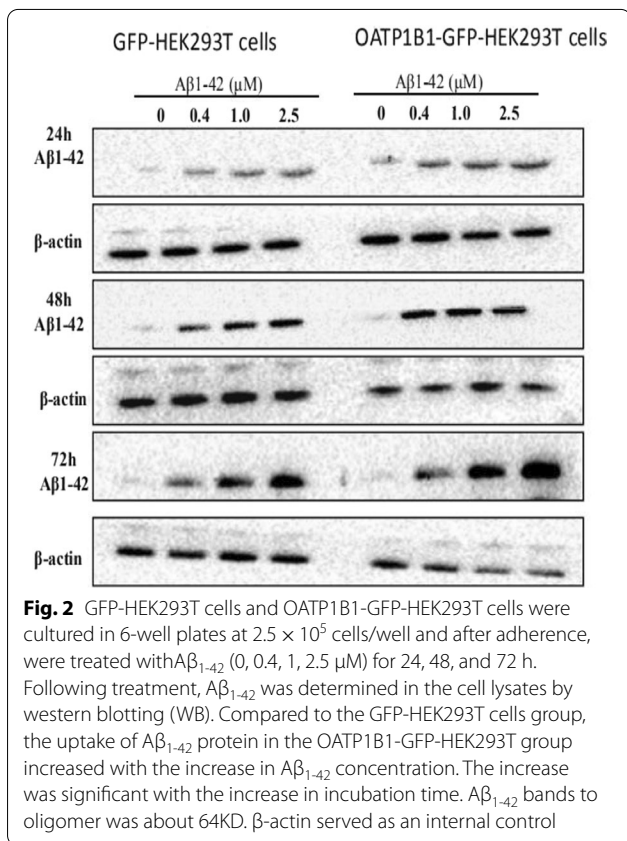 GFP-HEK293T cells OATP1B1-GFP-HEK293T cells
Aβ1-42 (μM) Aβ1-42 (μM)
0 0.4 1.0 2.5 0 0.4 1.0 2.5
24h
Aβ1-42
β-actin
48h
Aβ1-42
β-actin
72h
Aβ1-42
β-actin
Fig. 2 GFP-HEK293T cells and OATP1B1-GFP-HEK293T cells were
cultured in 6-well plates at 2.5 × 10⁵ cells/well and after adherence,
were treated withAβ₁₋₄₂ (0, 0.4, 1, 2.5 μM) for 24, 48, and 72 h.
Following treatment, Aβ₁₋₄₂ was determined in the cell lysates by
western blotting (WB). Compared to the GFP-HEK293T cells group,
the uptake of Aβ₁₋₄₂ protein in the OATP1B1-GFP-HEK293T group
increased with the increase in Aβ₁₋₄₂ concentration. The increase
was significant with the increase in incubation time. Aβ₁₋₄₂ bands to
oligomer was about 64KD. β-actin served as an internal control